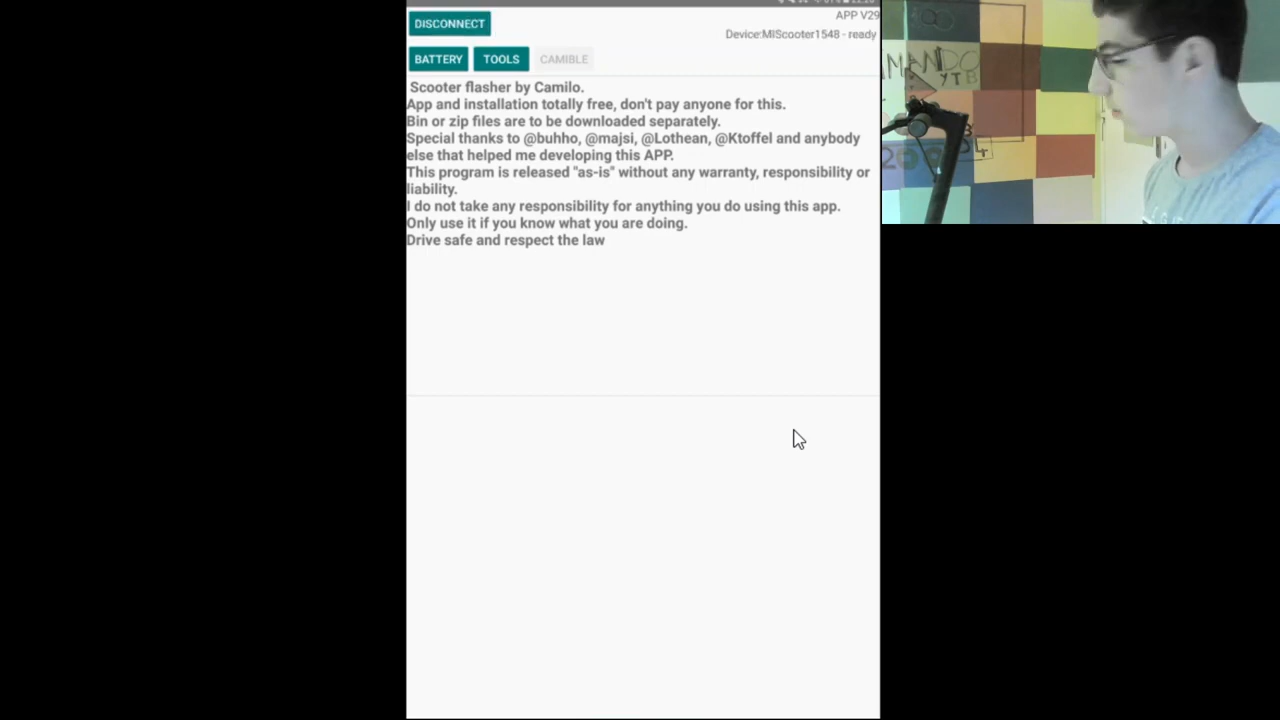 APP V29
DISCONNECT
Device:MIScooter1548 - ready
BATTERY TOOLS CAMIBLE
Scooter flasher by Camilo.
App and installation totally free, don't pay anyone for this.
Bin or zip files are to be downloaded separately.
Special thanks to @buhho, @majsi, @Lothean, @Ktoffel and anybody
else that helped me developing this APP.
This program is released "as-is" without any warranty, responsibility or
liability.
I do not take any responsibility for anything you do using this app.
Only use it if you know what you are doing.
Drive safe and respect the law
MANDO
YTB